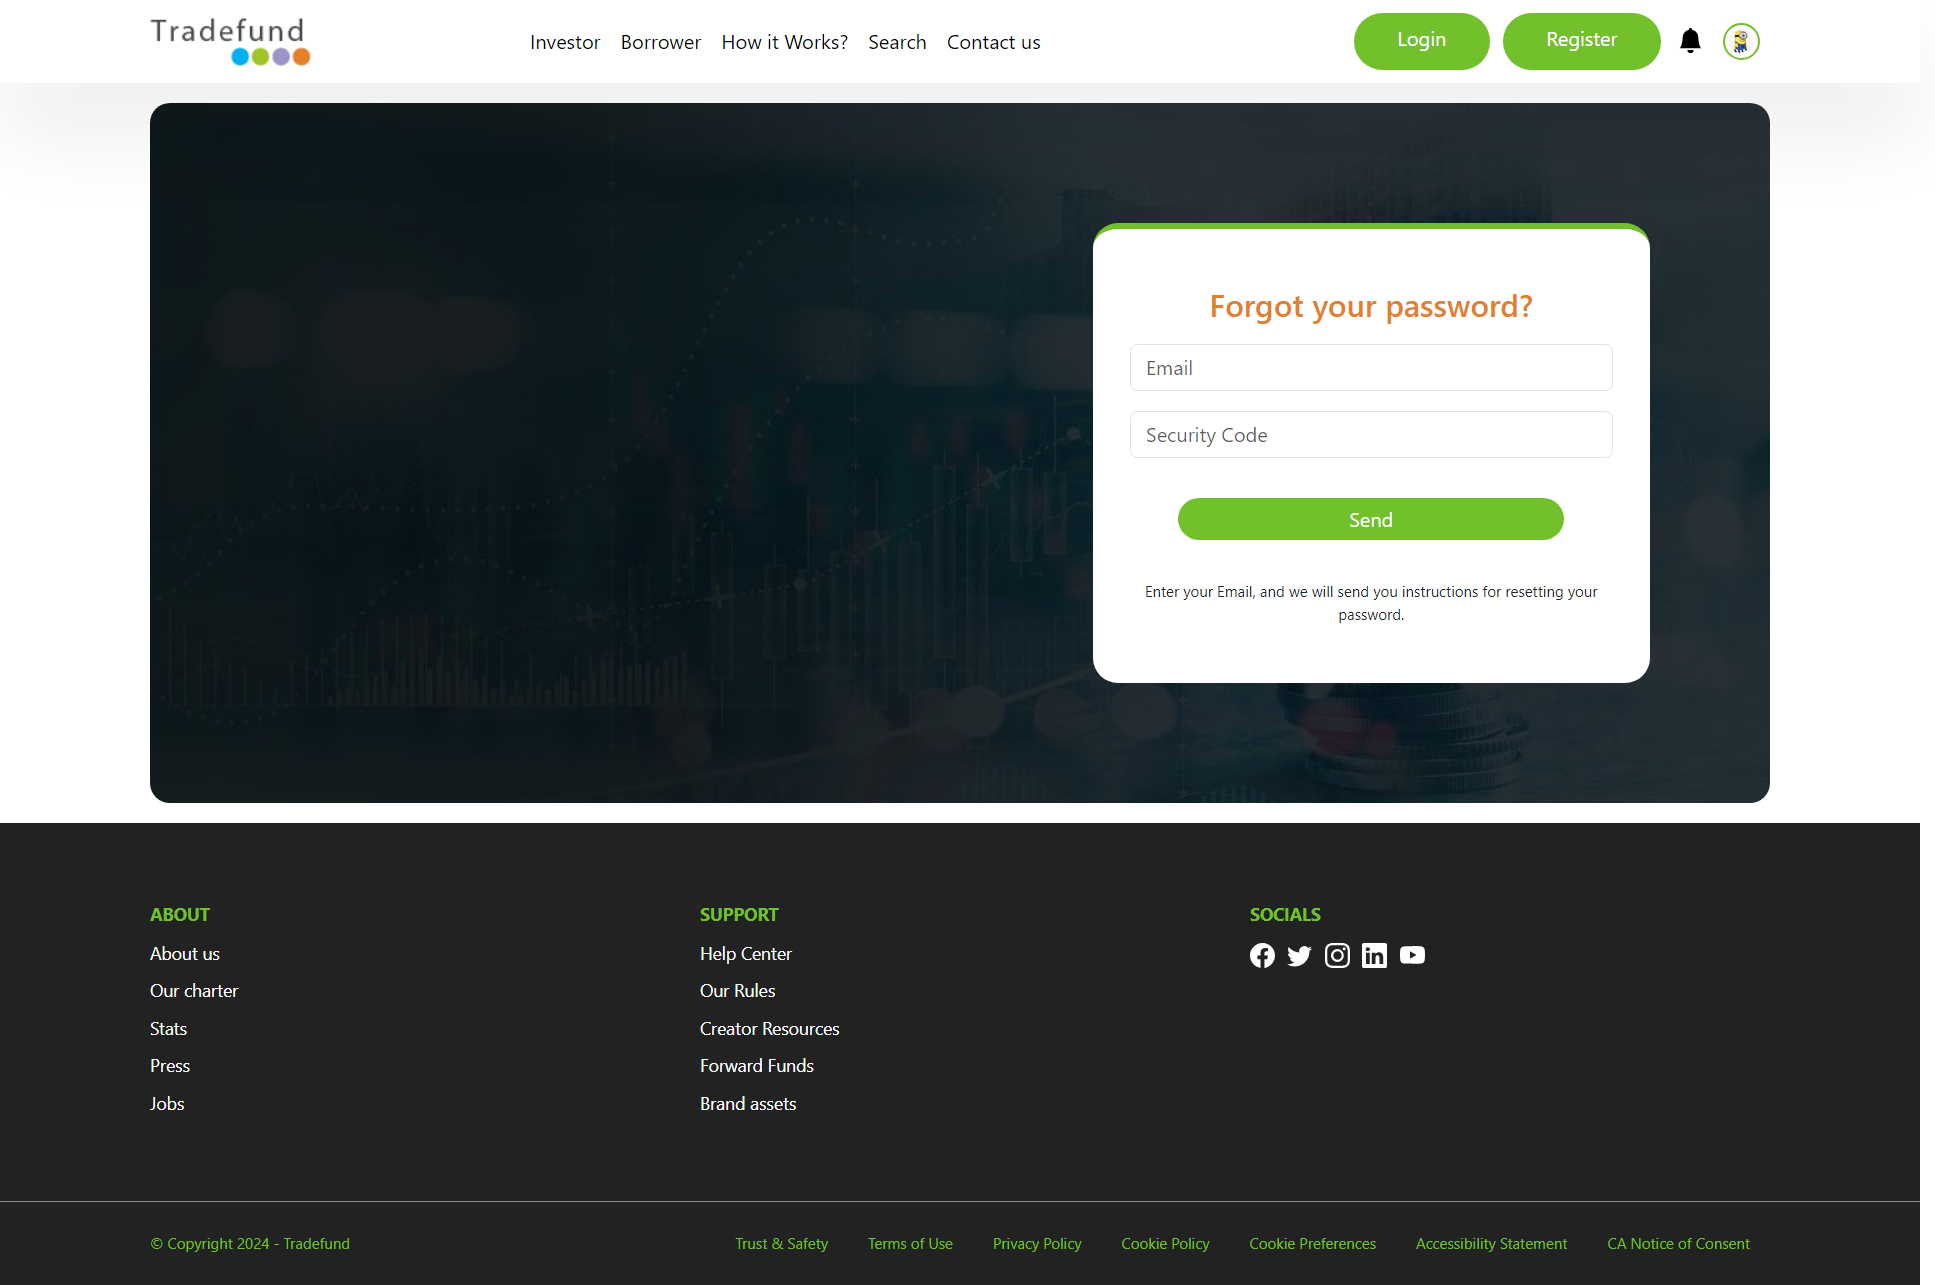 Tradefund
Investor Borrower How it Works? Search Contact us
Login Register
Forgot your password?
Email
Security Code
Send
Enter your Email, and we will send you instructions for resetting your
password.
ABOUT
About us
Our charter
Stats
Press
Jobs
SUPPORT
Help Center
Our Rules
Creator Resources
Forward Funds
Brand assets
SOCIALS
© Copyright 2024 - Tradefund
Trust & Safety Terms of Use Privacy Policy Cookie Policy Cookie Preferences Accessibility Statement CA Notice of Consent